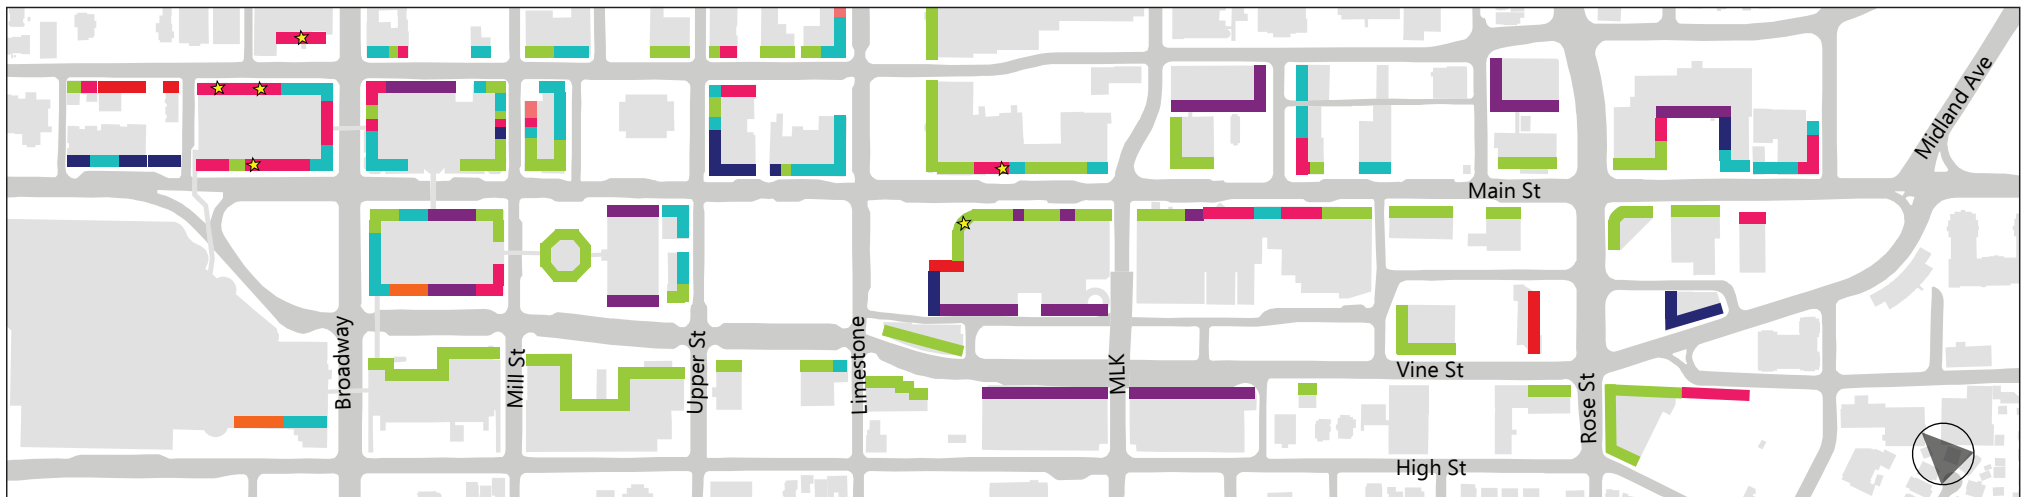 Midland Ave
Main St
Broadway
Mill St
Upper St
Limestone
MLK
Vine St
Rose St
High St